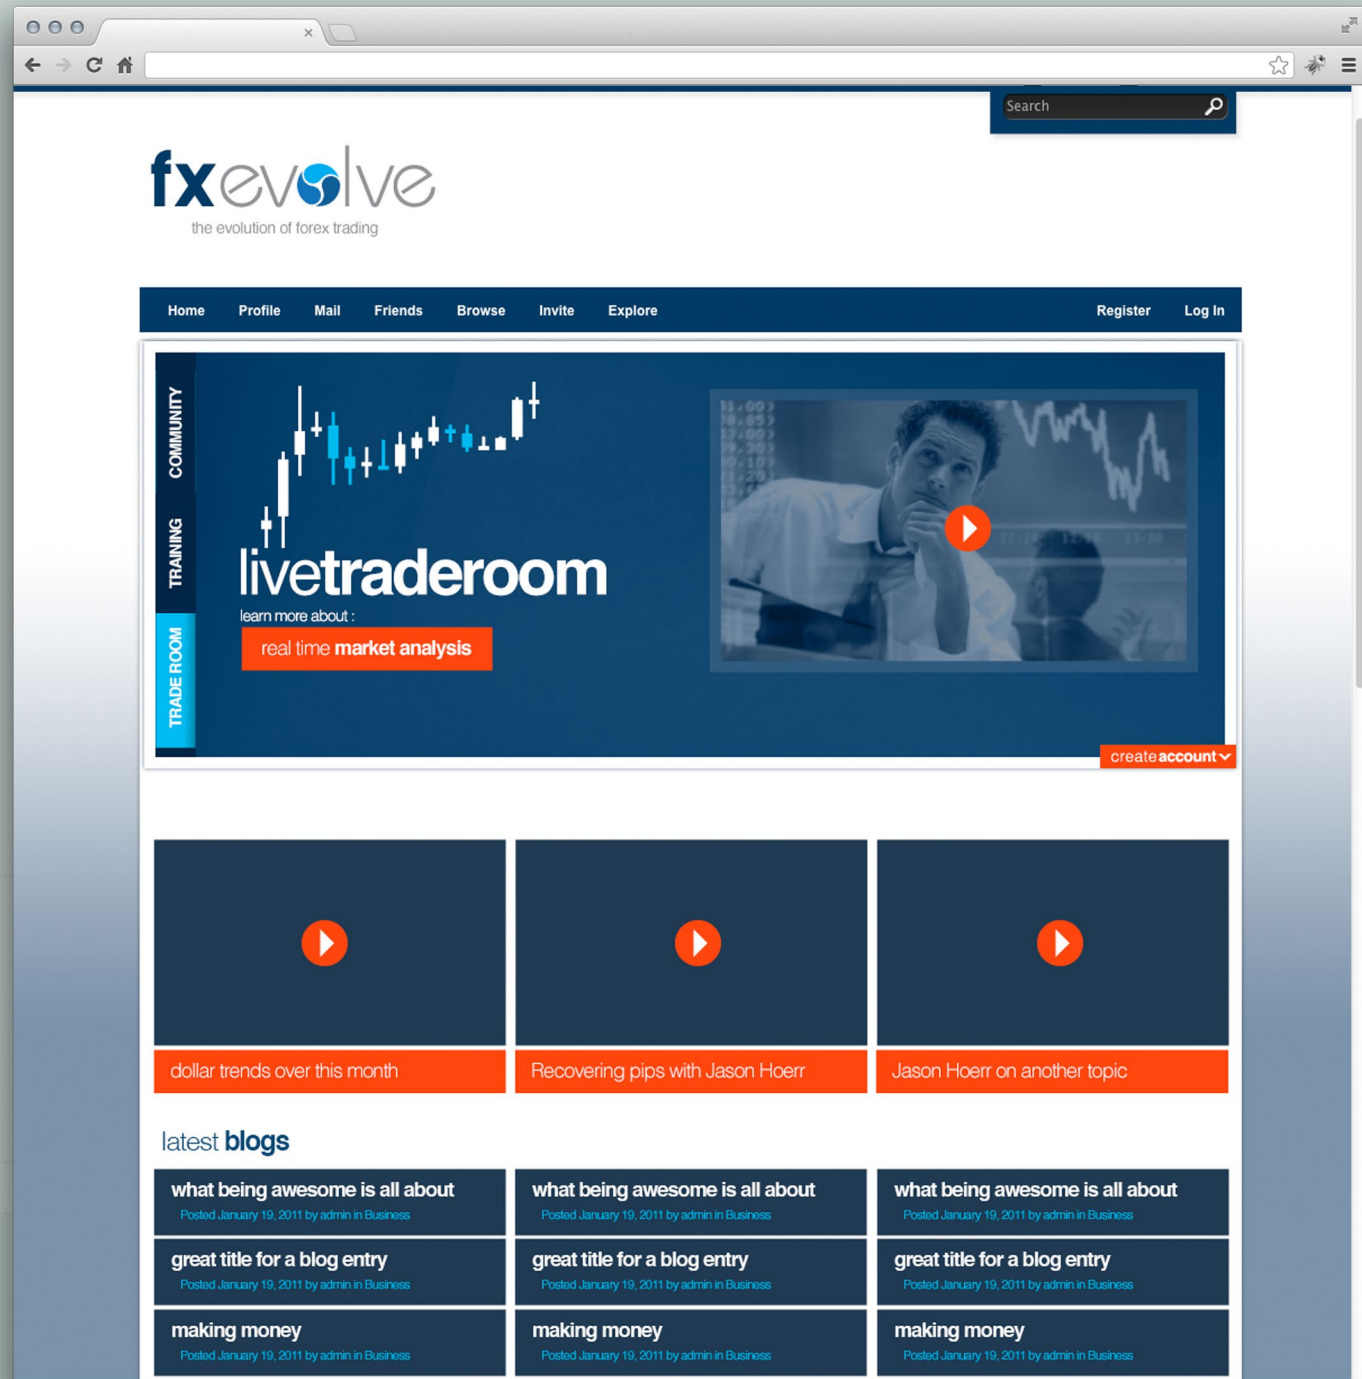 Search
fxevolve
the evolution of forex trading
Home Profile Mail Friends Browse Invite Explore Register Log In
COMMUNITY
TRAINING
TRADE ROOM
livetraderoom
learn more about :
real time market analysis
createaccount
dollar trends over this month
Recovering pips with Jason Hoerr
Jason Hoerr on another topic
latest blogs
what being awesome is all about
Posted January 19, 2011 by admin in Business
what being awesome is all about
Posted January 19, 2011 by admin in Business
what being awesome is all about
Posted January 19, 2011 by admin in Business
great title for a blog entry
Posted January 19, 2011 by admin in Business
great title for a blog entry
Posted January 19, 2011 by admin in Business
great title for a blog entry
Posted January 19, 2011 by admin in Business
making money
Posted January 19, 2011 by admin in Business
making money
Posted January 19, 2011 by admin in Business
making money
Posted January 19, 2011 by admin in Business